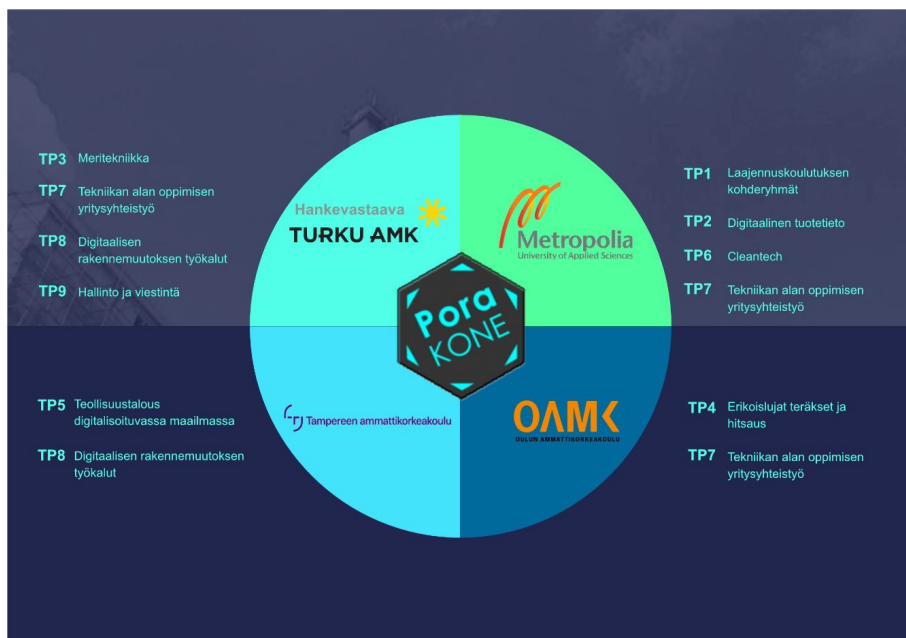 TP3 Meritekniikka
TP7 Tekniikan alan oppimisen
yritysyhteistyö
TP8 Digitaalisen
rakennemuutoksen työkalut
TP9 Hallinto ja viestintä
Hankevastaava
TURKU AMK
Metropolia
University of Applied Sciences
TP1 Laajennuskoulutuksen
kohderyhmät
TP2 Digitaalinen tuotetieto
TP6 Cleantech
TP7 Tekniikan alan oppimisen
yritysyhteistyö
Pora
KONE
TP5 Teollisuustalous
digitalisoituvassa maailmassa
TP8 Digitaalisen rakennemuutoksen
työkalut
Tampereen ammattikorkeakoulu
OAMK
OULUN AMMATTIKORKEAKOULU
TP4 Erikoislujat teräkset ja
hitsaus
TP7 Tekniikan alan oppimisen
yritysyhteistyö